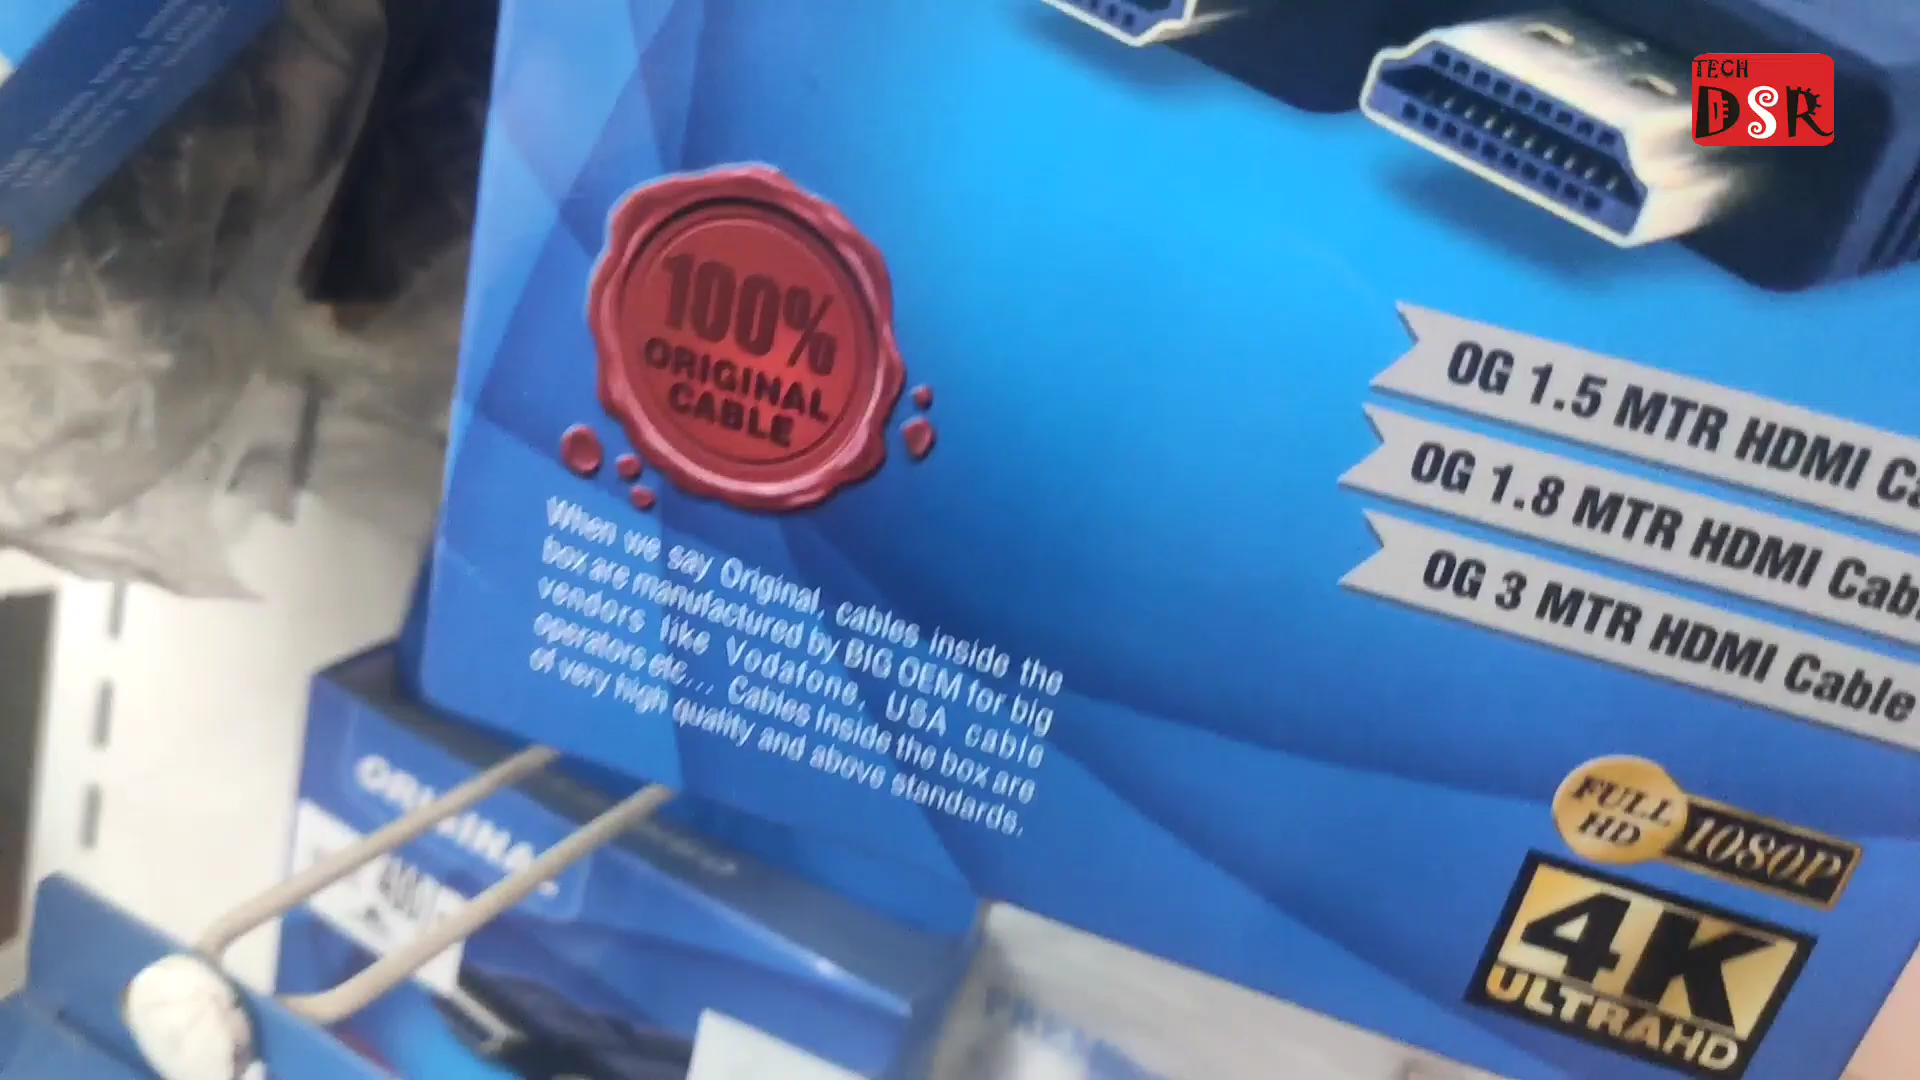 TECH
DSR
100%
ORIGINAL
CABLE
OG 1.5 MTR HDMI
OG 1.8 MTR HDMI
OG 3 MTR HDMI Cable
When we say Original, cables inside the
box are manufactured by BIG OEM for big
vendors like Vodafone, USA cable
operators etc... Cables Inside the box are
of very high quality and above standards.
FULL
HD
1080P
4K
ULTRAHD